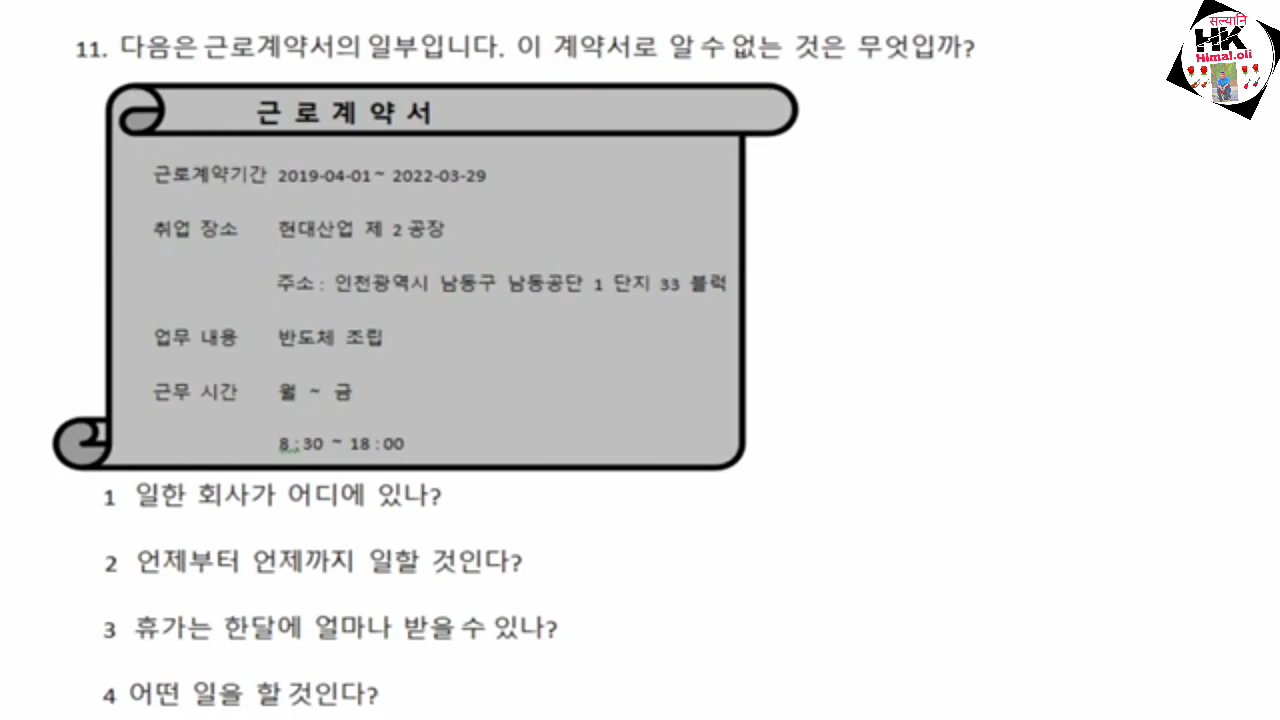 11. 다음은 근로계약서의 일부입니다. 이 계약서로 알 수 없는 것은 무엇입까?
सल्यानि
HK
Himal.oli
근 로 계 약 서
근로계약기간 2019-04-01 ~ 2022-03-29
취업 장소 현대산업 제 2 공장
주소 : 인천광역시 남동구 남동공단 1 단지 33 블럭
업무 내용 반도체 조립
근무 시간 월 ~ 금
8 : 30 ~ 18 : 00
1 일한 회사가 어디에 있나?
2 언제부터 언제까지 일할 것인다?
3 휴가는 한달에 얼마나 받을 수 있나?
4 어떤 일을 할 것인다?